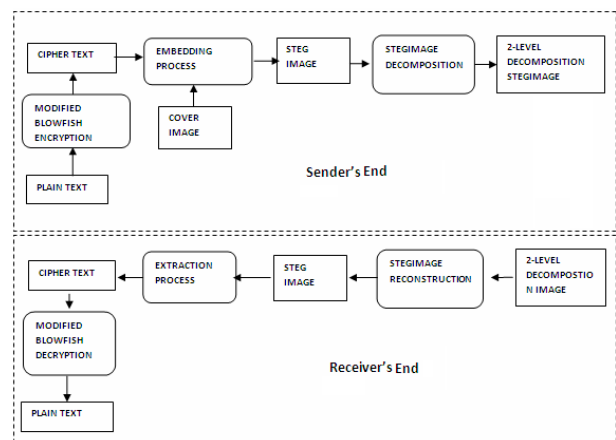 CIPHER TEXT
EMBEDDING
PROCESS
STEG
IMAGE
STEGIMAGE
DECOMPOSITION
2-LEVEL
DECOMPOSITION
STEGIMAGE
MODIFIED
BLOWFISH
ENCRYPTION
COVER
IMAGE
PLAIN TEXT
Sender's End
CIPHER TEXT
EXTRACTION
PROCESS
STEG
IMAGE
STEGIMAGE
RECONSTRUCTION
2-LEVEL
DECOMPOSTIO
N IMAGE
MODIFIED
BLOWFISH
DECRYPTION
PLAIN TEXT
Receiver's End